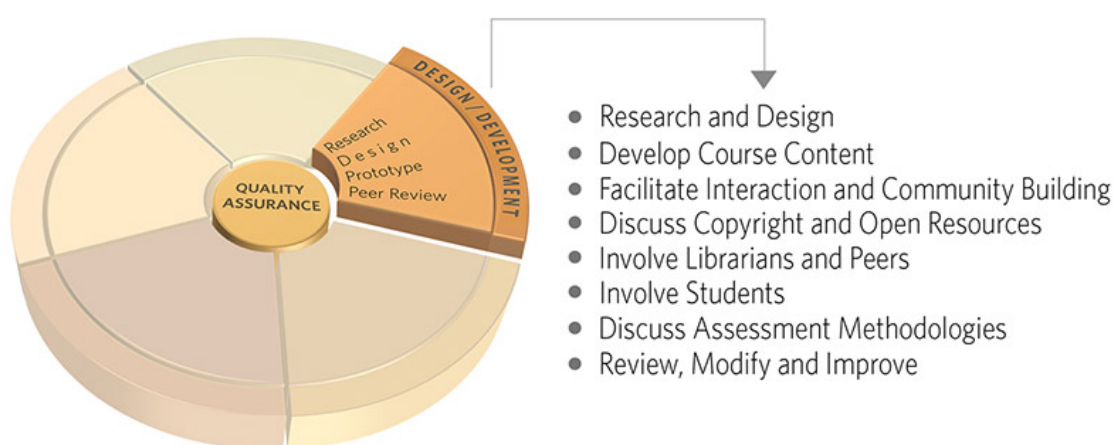 DESIGN/DEVELOPMENT
Research
Design
Prototype
Peer Review
QUALITY
ASSURANCE
• Research and Design
• Develop Course Content
• Facilitate Interaction and Community Building
• Discuss Copyright and Open Resources
• Involve Librarians and Peers
• Involve Students
• Discuss Assessment Methodologies
• Review, Modify and Improve